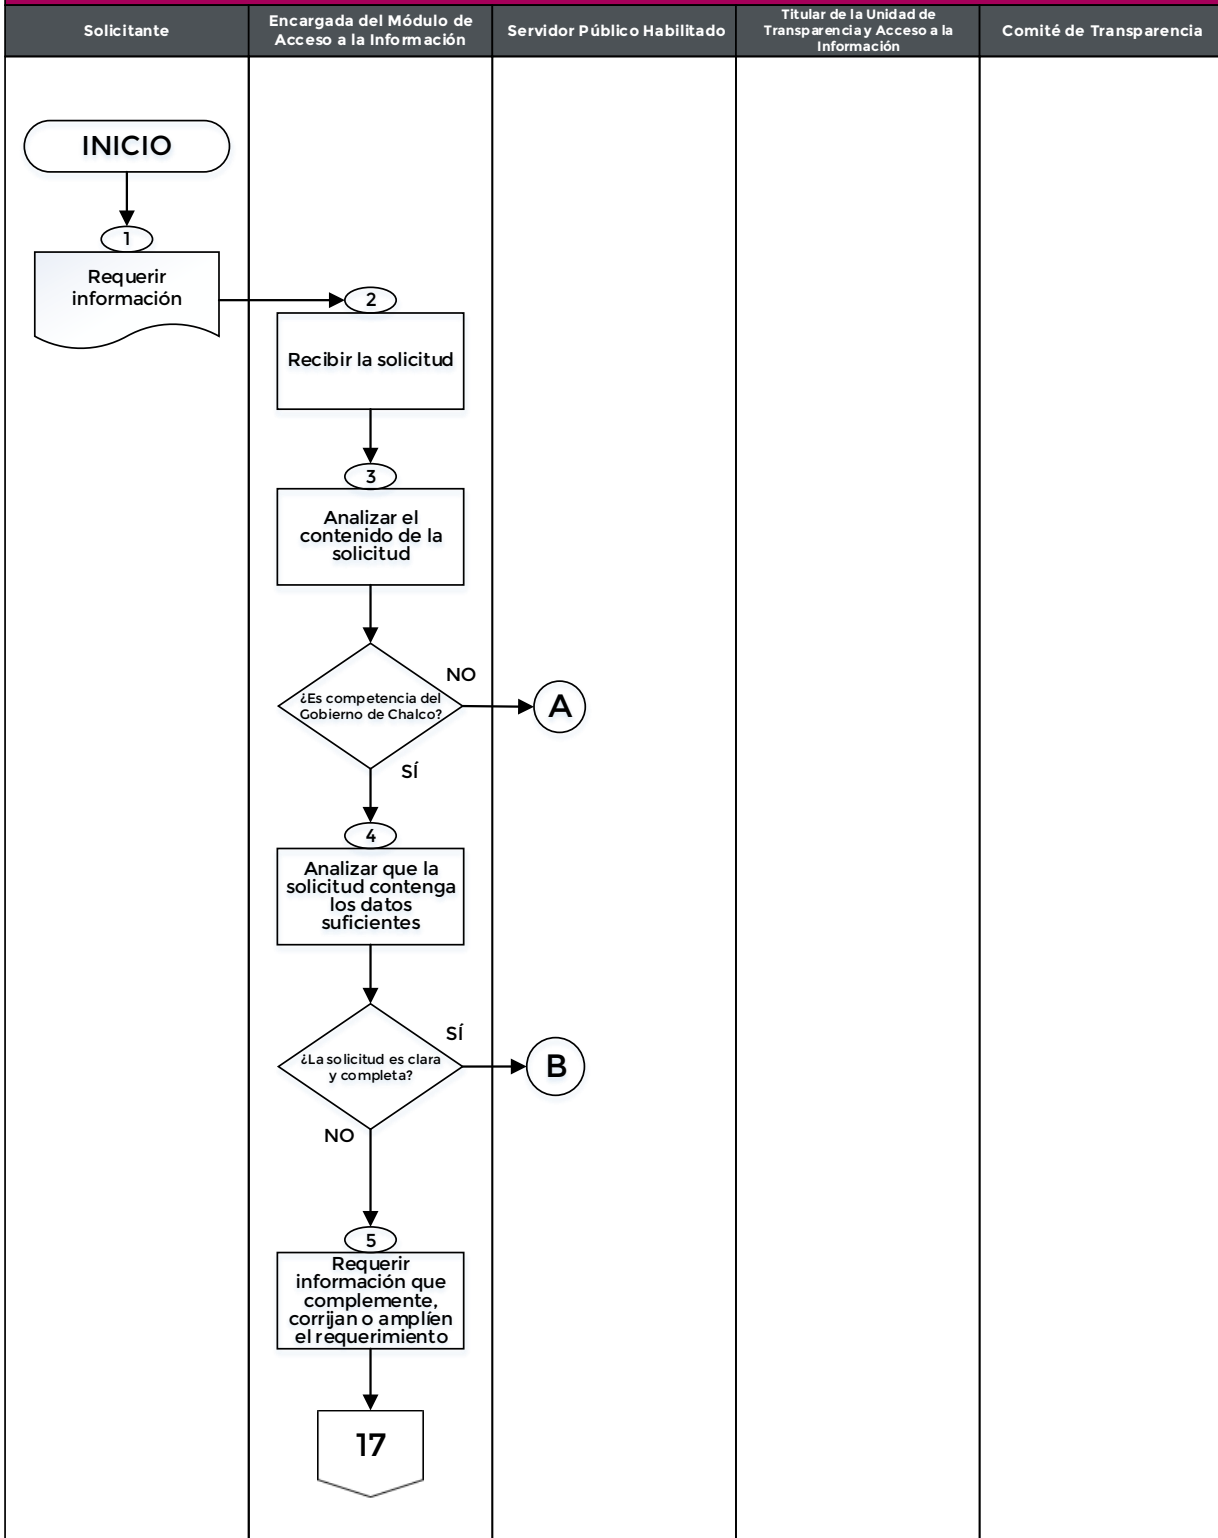 Solicitante
Encargada del Módulo de
Acceso a la Información
Servidor Público Habilitado
Titular de la Unidad de
Transparencia y Acceso a la
Información
Comité de Transparencia
INICIO
1
Requerir
información
2
Recibir la solicitud
3
Analizar el
contenido de la
solicitud
¿Es competencia del
Gobierno de Chalco?
NO
A
SÍ
4
Analizar que la
solicitud contenga
los datos
suficientes
¿La solicitud es clara
y completa?
SÍ
B
NO
5
Requerir
información que
complemente,
corrijan o amplíen
el requerimiento
17